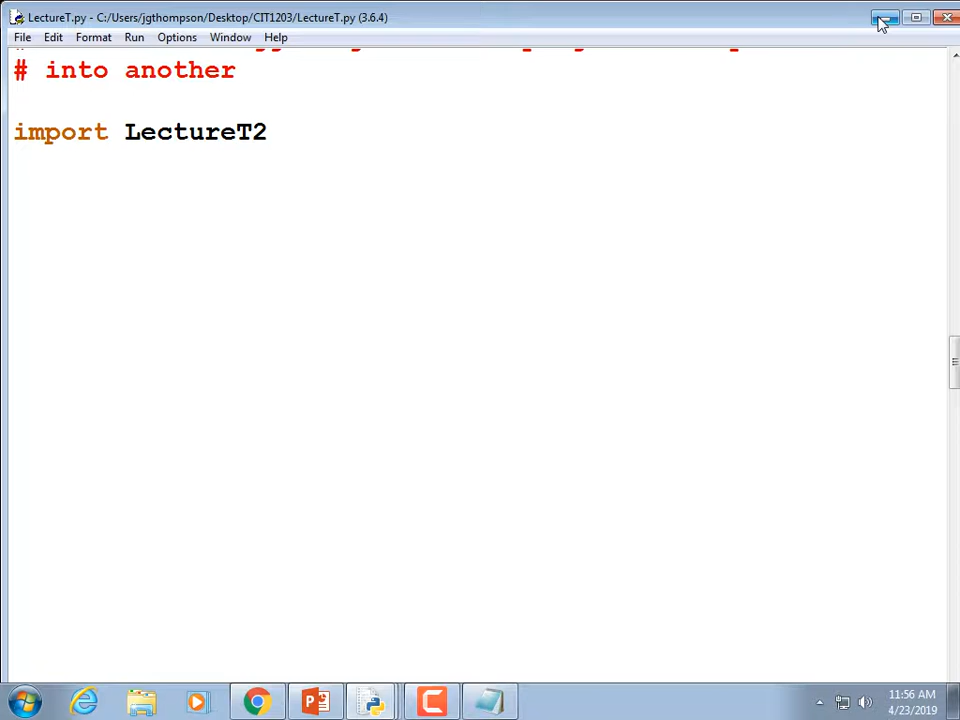 LectureT.py - C:/Users/jgthompson/Desktop/CIT1203/LectureT.py (3.6.4)
File Edit Format Run Options Window Help
# into another
import LectureT2
11:56 AM
4/23/2019